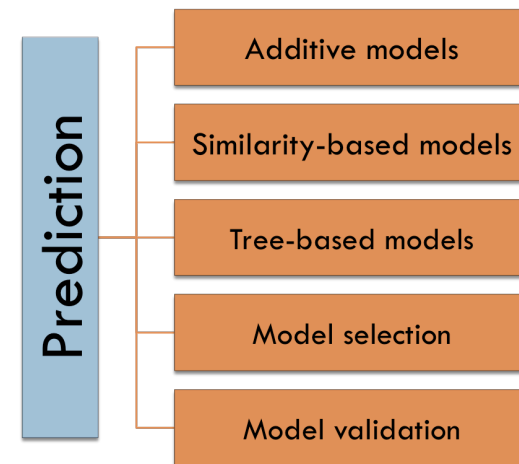 Prediction
Additive models
Similarity-based models
Tree-based models
Model selection
Model validation